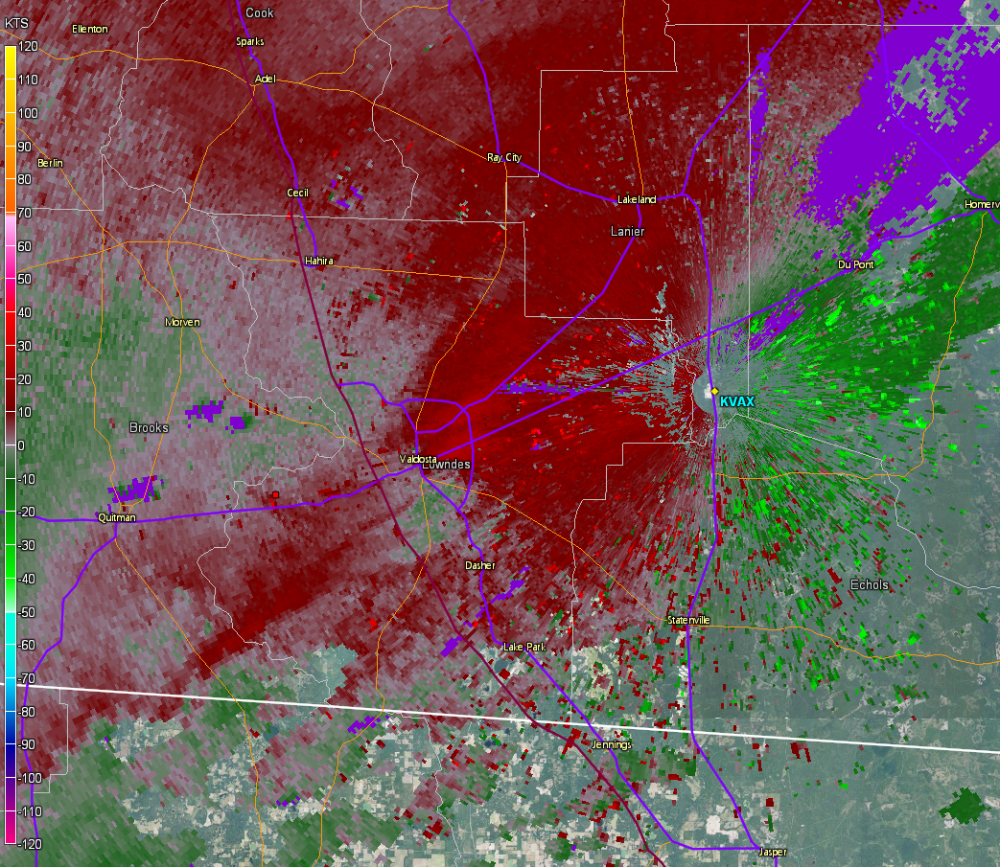 KTS
120
110
100
90
80
70
60
50
40
30
20
10
0
-10
-20
-30
-40
-50
-60
-70
-80
-90
-100
-110
-120
Cook
Ellenton
Sparks
Adel
Berlin
Ray City
Cecil
Lakeland
Homerv
Lanier
Hahira
Du Pont
Morven
KVAX
Brooks
Valdosta
Lowndes
Quitman
Dasher
Echols
Statenville
Lake Park
Jennings
Jasper